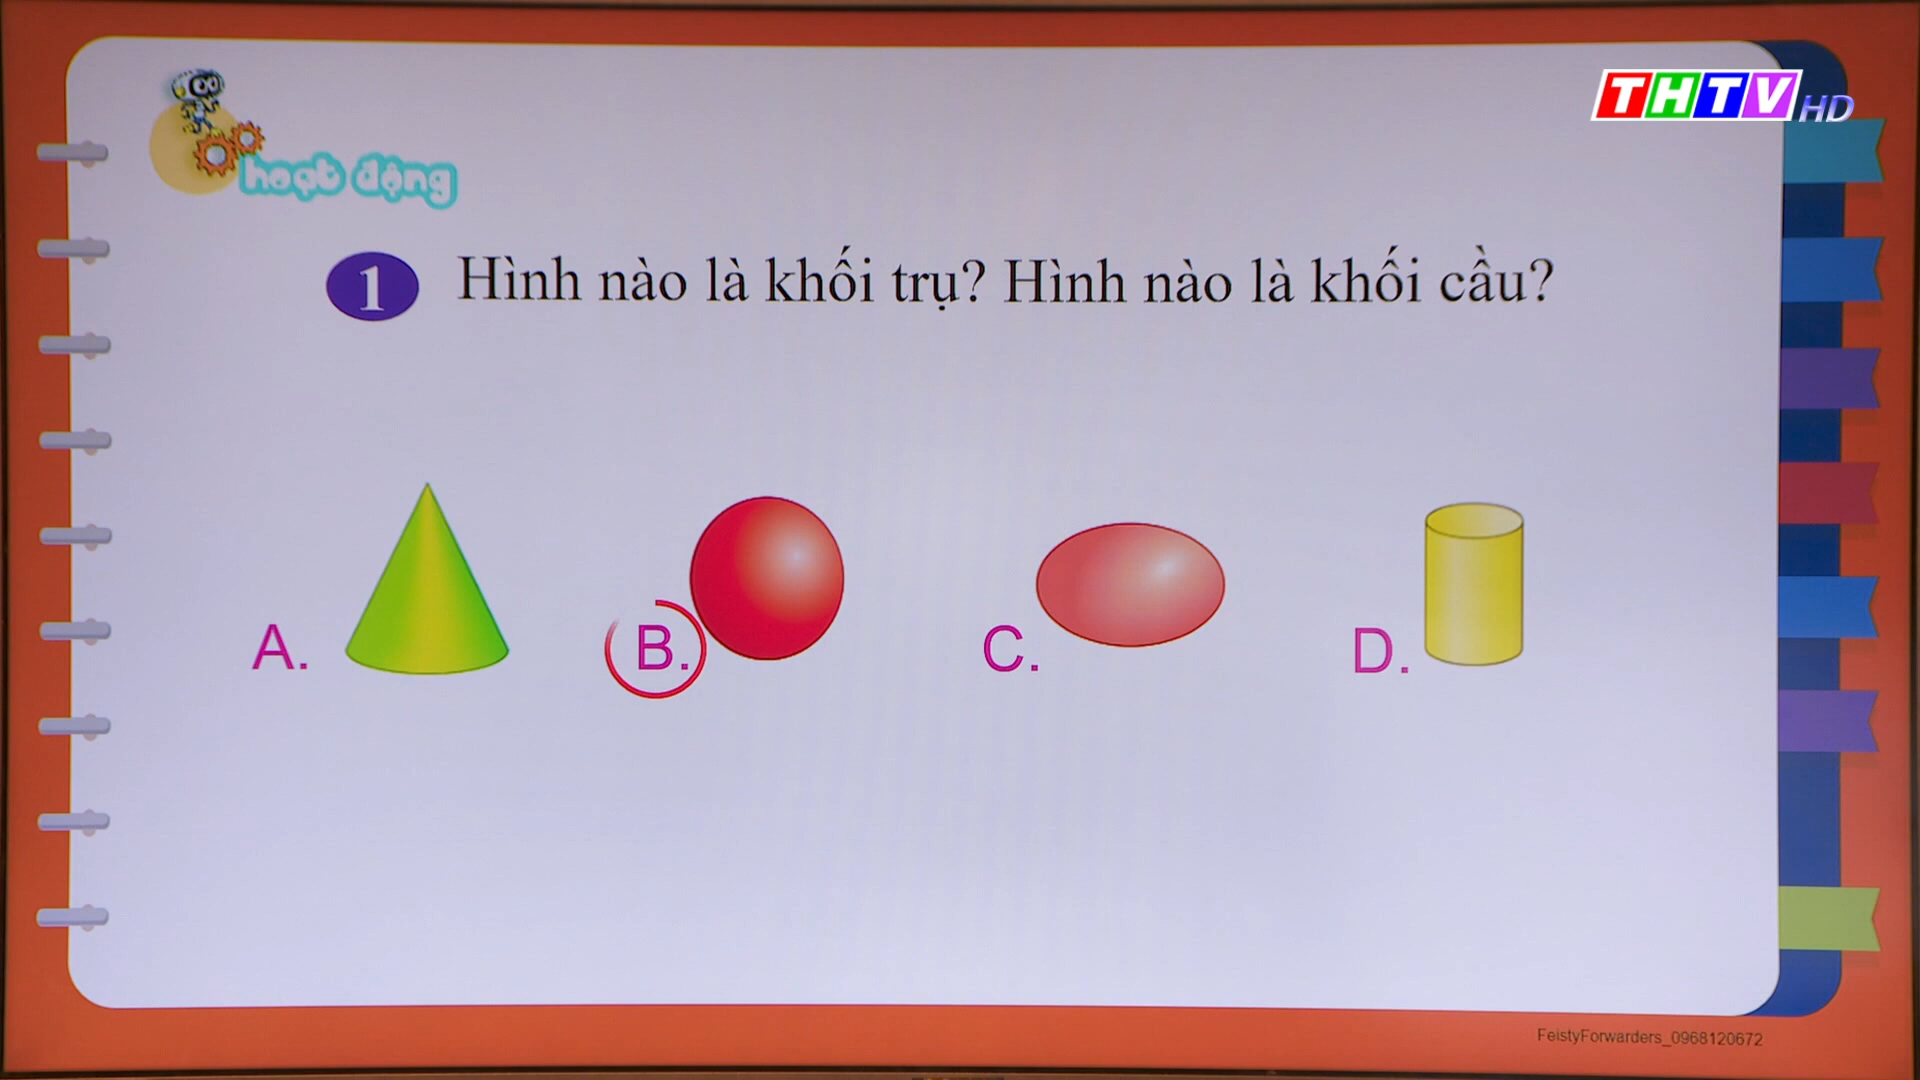 THTV HD
hoạt động
1 Hình nào là khối trụ? Hình nào là khối cầu?
A.
B.
C.
D.
FeistyForwarders_0968120672